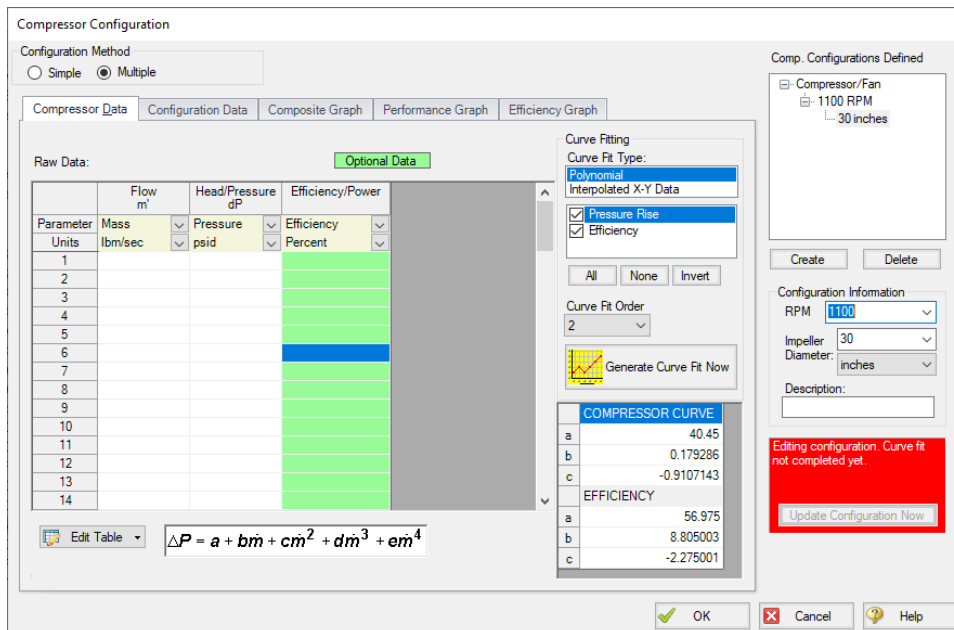 Compressor Configuration
Configuration Method
Simple Multiple
Compressor Data Configuration Data Composite Graph Performance Graph Efficiency Graph
Raw Data:
Optional Data
Flow Head/Pressure Efficiency/Power
m' dP
Parameter Mass Pressure Efficiency
Units lbm/sec psid Percent
1
2
3
4
5
6
7
8
9
10
11
12
13
14
Edit Table
ΔP = a + bṁ + cṁ² + dṁ³ + eṁ⁴
Curve Fitting
Curve Fit Type:
Polynomial
Interpolated X-Y Data
Pressure Rise
Efficiency
All None Invert
Curve Fit Order
2
Generate Curve Fit Now
COMPRESSOR CURVE
a 40.45
b 0.179286
c -0.9107143
EFFICIENCY
a 56.975
b 8.805003
c -2.275001
Comp. Configurations Defined
Compressor/Fan
1100 RPM
30 inches
Create Delete
Configuration Information
RPM 1100
Impeller 30
Diameter: inches
Description:
Editing configuration. Curve fit
not completed yet.
Update Configuration Now
OK Cancel Help